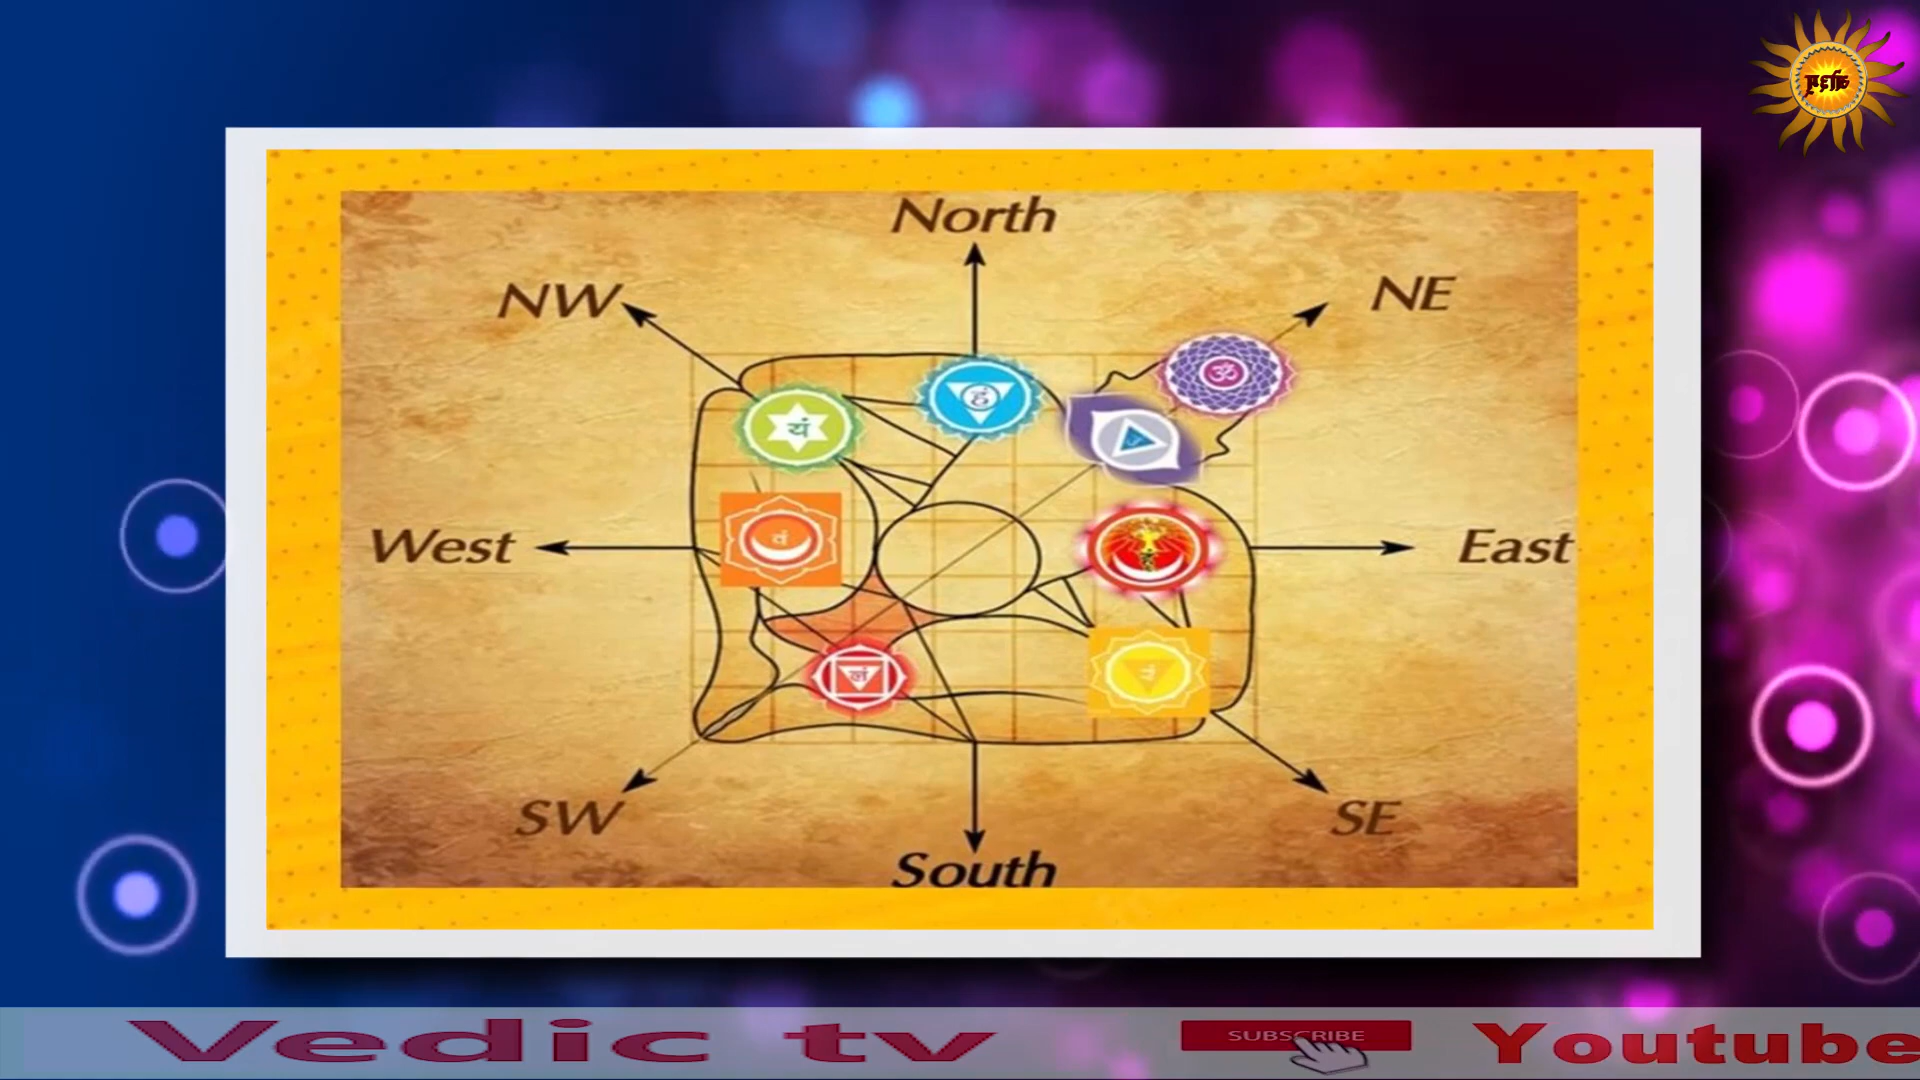 North
NW
NE
ॐ
हं
यं
वं
West
East
लं
रं
SW
SE
South
Vedic tv
SUBSCRIBE
Youtube